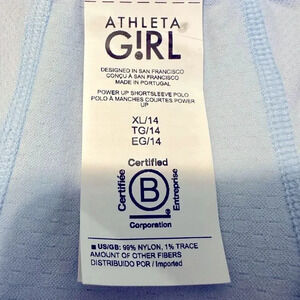 ATHLETA
G!RL
DESIGNED IN SAN FRANCISCO
CONÇU À SAN FRANCISCO
MADE IN PORTUGAL
POWER UP SHORTSLEEVE POLO
POLO À MANCHES COURTES POWER
UP
XL/14
TG/14
EG/14
Certified
Certifiée
B
Entreprise
Corporation
■ US/GB: 99% NYLON, 1% TRACE
AMOUNT OF OTHER FIBERS
DISTRIBUIDO POR / Imported